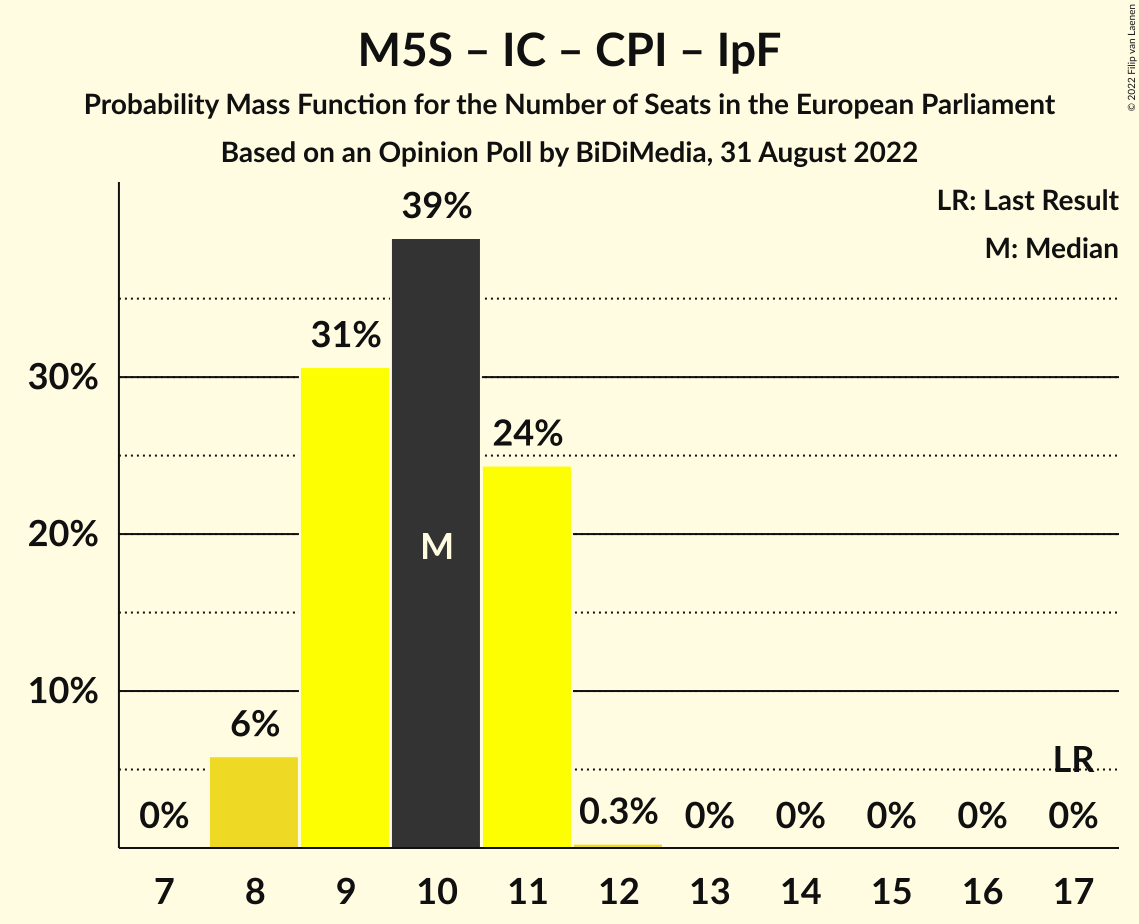 M5S – IC – CPI – IpF
Probability Mass Function for the Number of Seats in the European Parliament
Based on an Opinion Poll by BiDiMedia, 31 August 2022
© 2022 Filip van Laenen
LR: Last Result
M: Median
39%
31%
30%
24%
20%
M
10%
6%
LR
0%
0.3%
0%
0%
0%
0%
0%
7 8 9 10 11 12 13 14 15 16 17